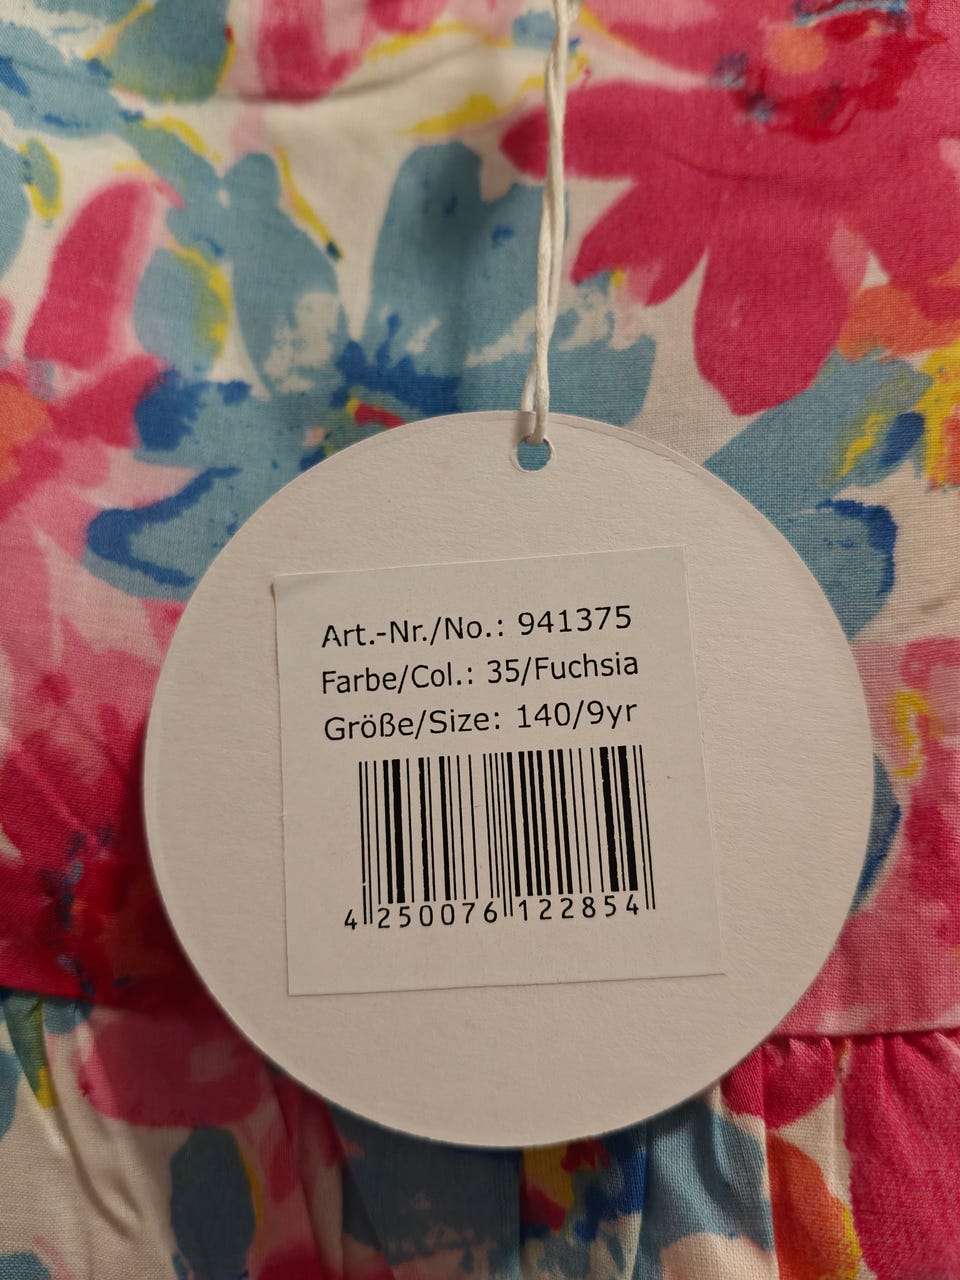 Art.-Nr./No.: 941375
Farbe/Col.: 35/Fuchsia
Größe/Size: 140/9yr
4 250076 122854